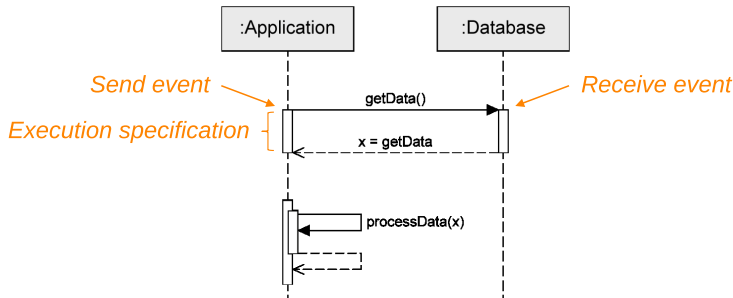 :Application
:Database
Send event
Receive event
getData()
Execution specification
x = getData
processData(x)